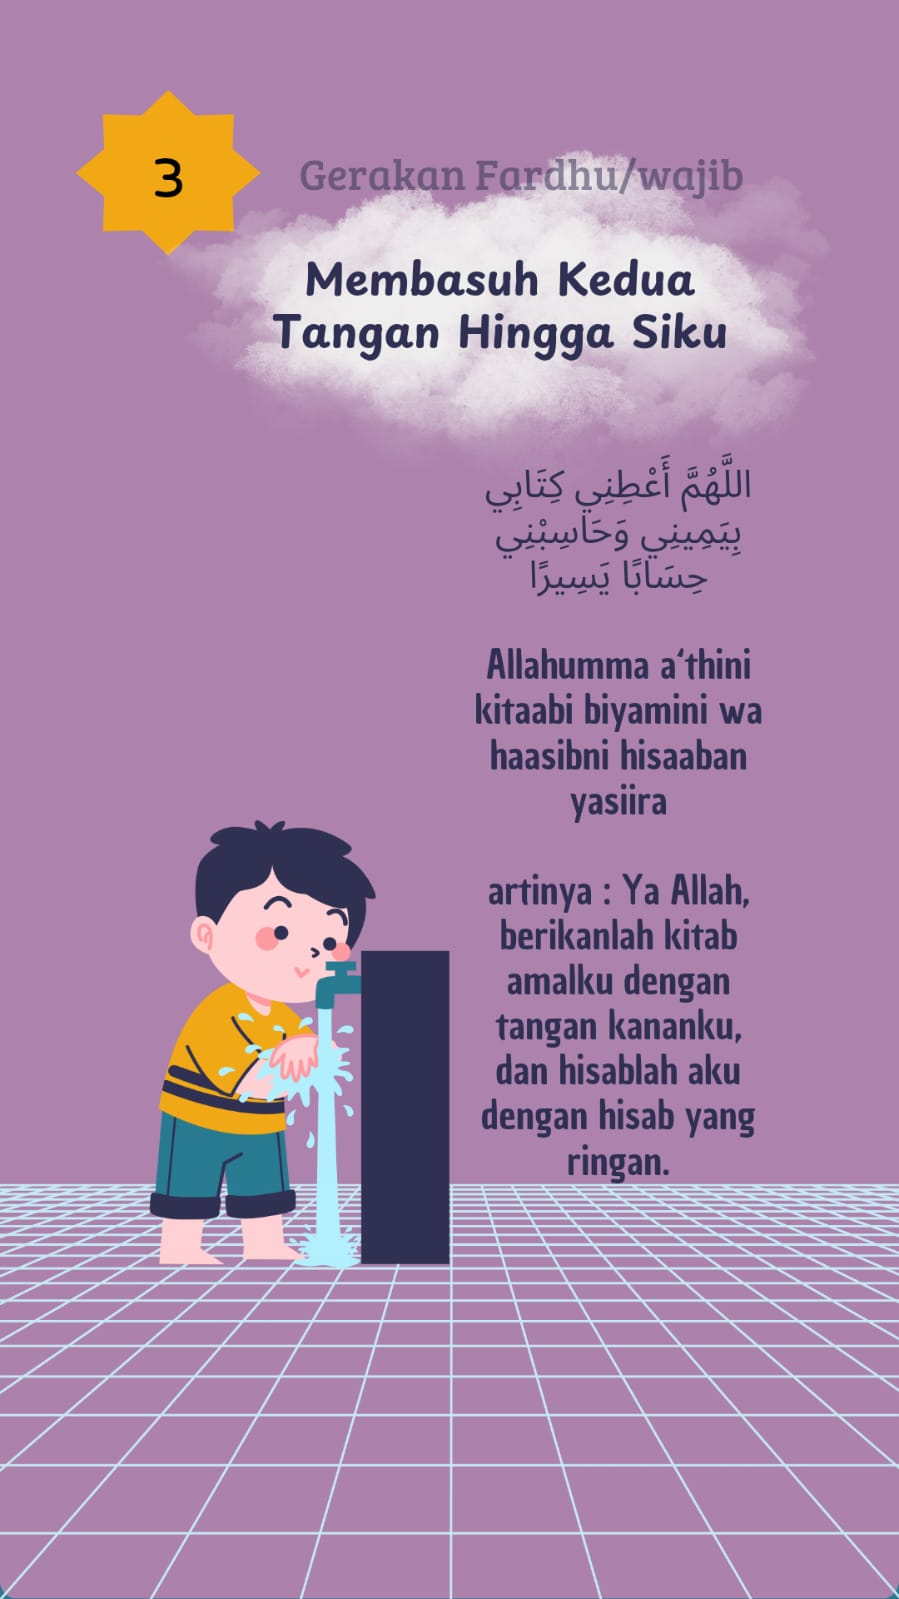 3
Gerakan Fardhu/wajib
Membasuh Kedua
Tangan Hingga Siku
اللَّهُمَّ أَعْطِنِي كِتَابِي
بِيَمِينِي وَحَاسِبْنِي
حِسَابًا يَسِيرًا
Allahumma a‘thini
kitaabi biyamini wa
haasibni hisaaban
yasiira
artinya : Ya Allah,
berikanlah kitab
amalku dengan
tangan kananku,
dan hisablah aku
dengan hisab yang
ringan.